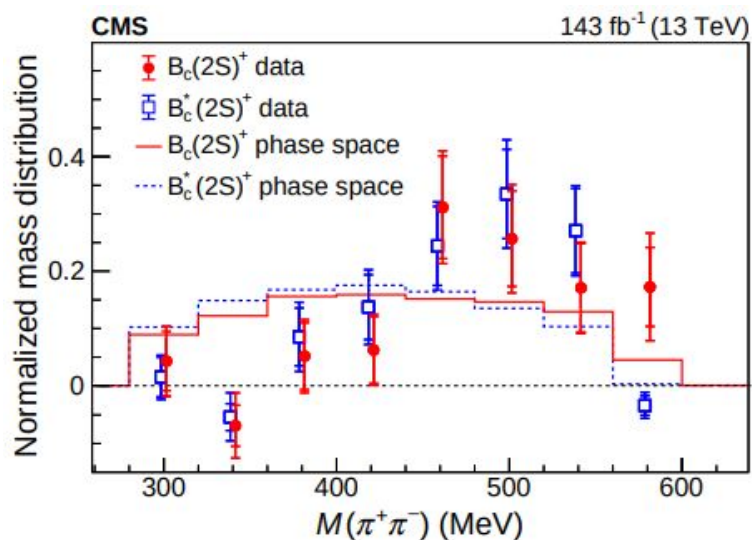 CMS 143 fb⁻¹ (13 TeV)
B_c(2S)⁺ data
B_c^*(2S)⁺ data
B_c(2S)⁺ phase space
B_c^*(2S)⁺ phase space
0.4
0.2
0
300 400 500 600
M(π⁺π⁻) (MeV)
Normalized mass distribution